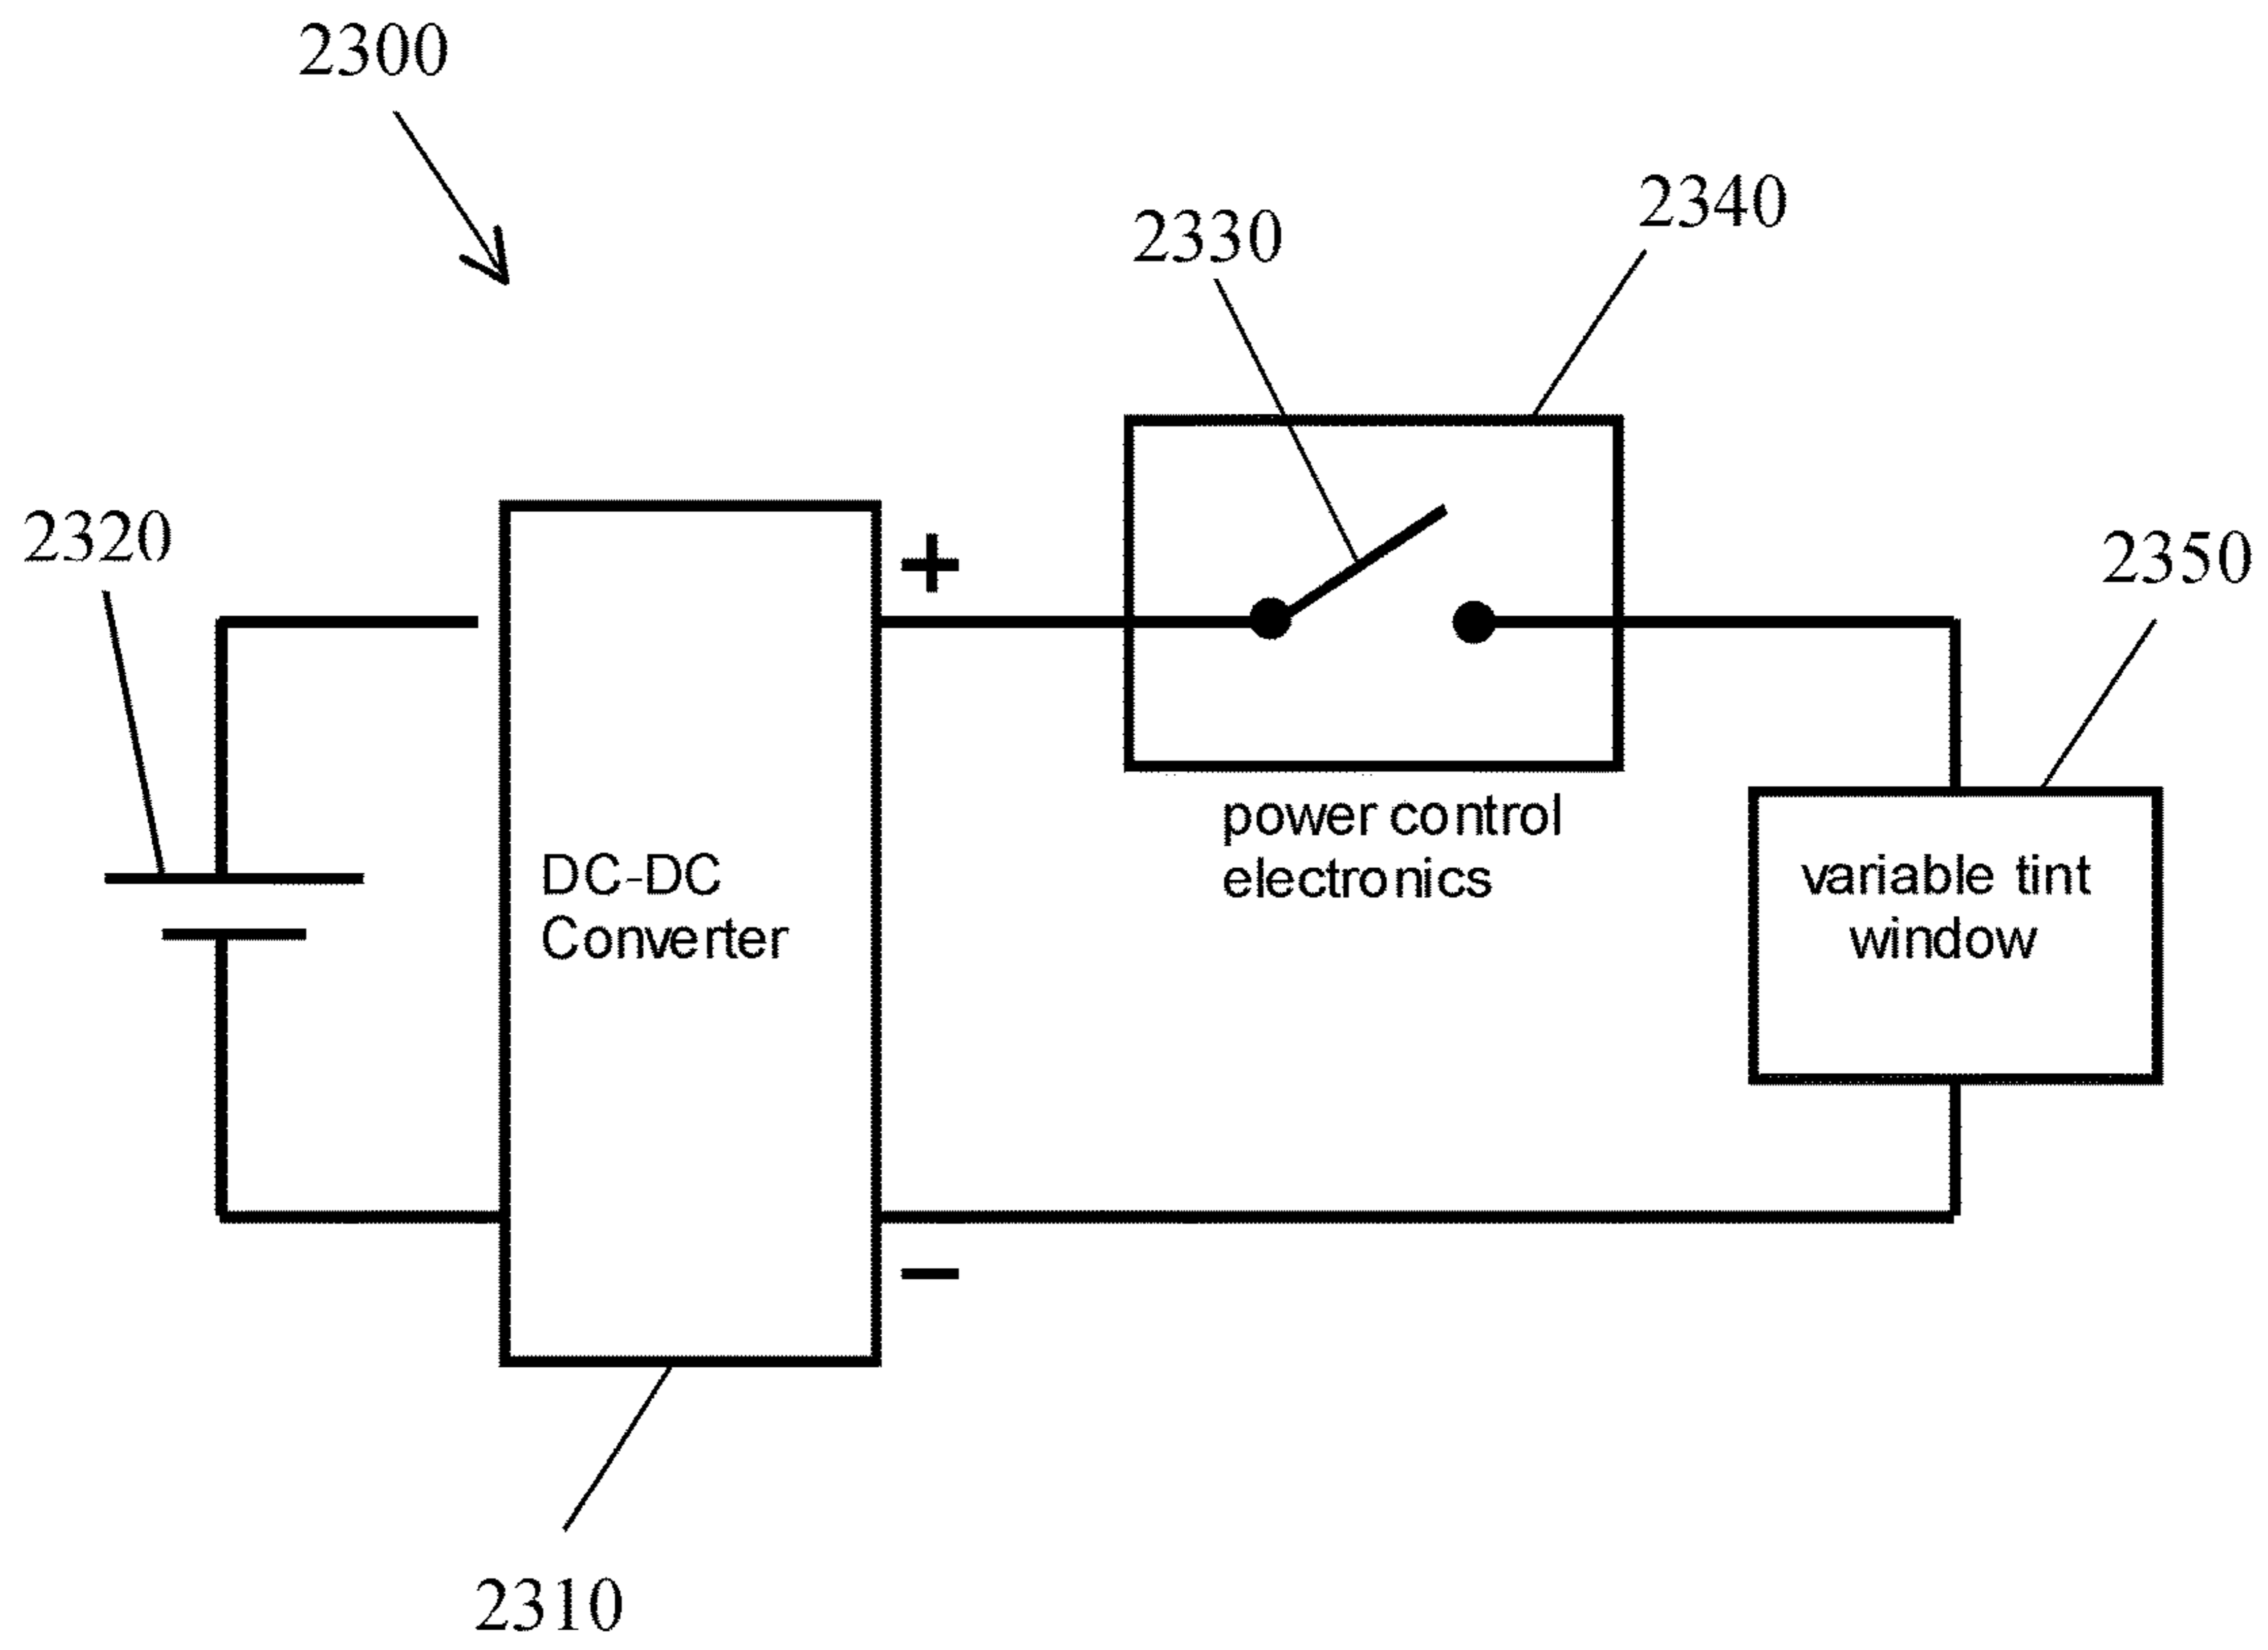 2300
2340
2330
2320
2350
+
power control
electronics
DC-DC
Converter
variable tint
window
–
2310